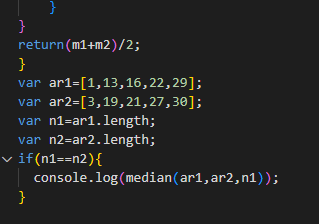 }
}
return(m1+m2)/2;
}
var ar1=[1,13,16,22,29];
var ar2=[3,19,21,27,30];
var n1=ar1.length;
var n2=ar2.length;
if(n1==n2){
console.log(median(ar1,ar2,n1));
}